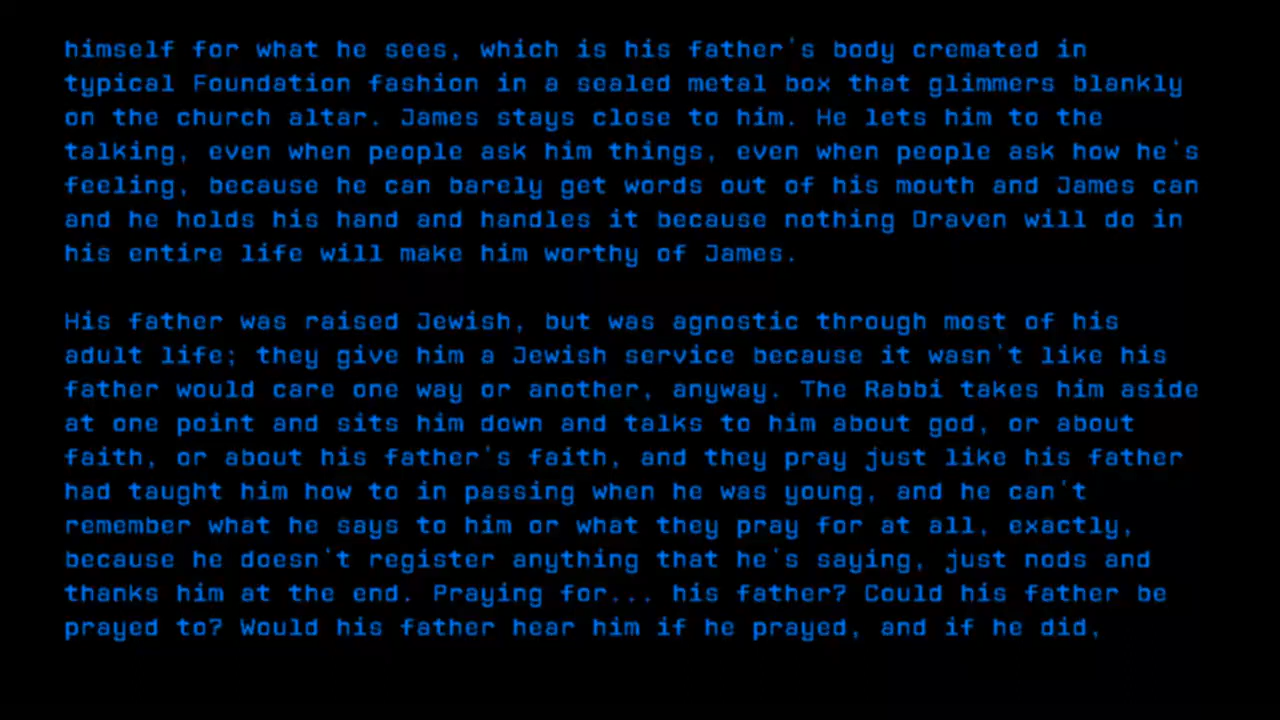 himself for what he sees, which is his father's body cremated in
typical Foundation fashion in a sealed metal box that glimmers blankly
on the church altar. James stays close to him. He lets him to the
talking, even when people ask him things, even when people ask how he's
feeling, because he can barely get words out of his mouth and James can
and he holds his hand and handles it because nothing Draven will do in
his entire life will make him worthy of James.

His father was raised Jewish, but was agnostic through most of his
adult life; they give him a Jewish service because it wasn't like his
father would care one way or another, anyway. The Rabbi takes him aside
at one point and sits him down and talks to him about god, or about
faith, or about his father's faith, and they pray just like his father
had taught him how to in passing when he was young, and he can't
remember what he says to him or what they pray for at all, exactly,
because he doesn't register anything that he's saying, just nods and
thanks him at the end. Praying for... his father? Could his father be
prayed to? Would his father hear him if he prayed, and if he did,